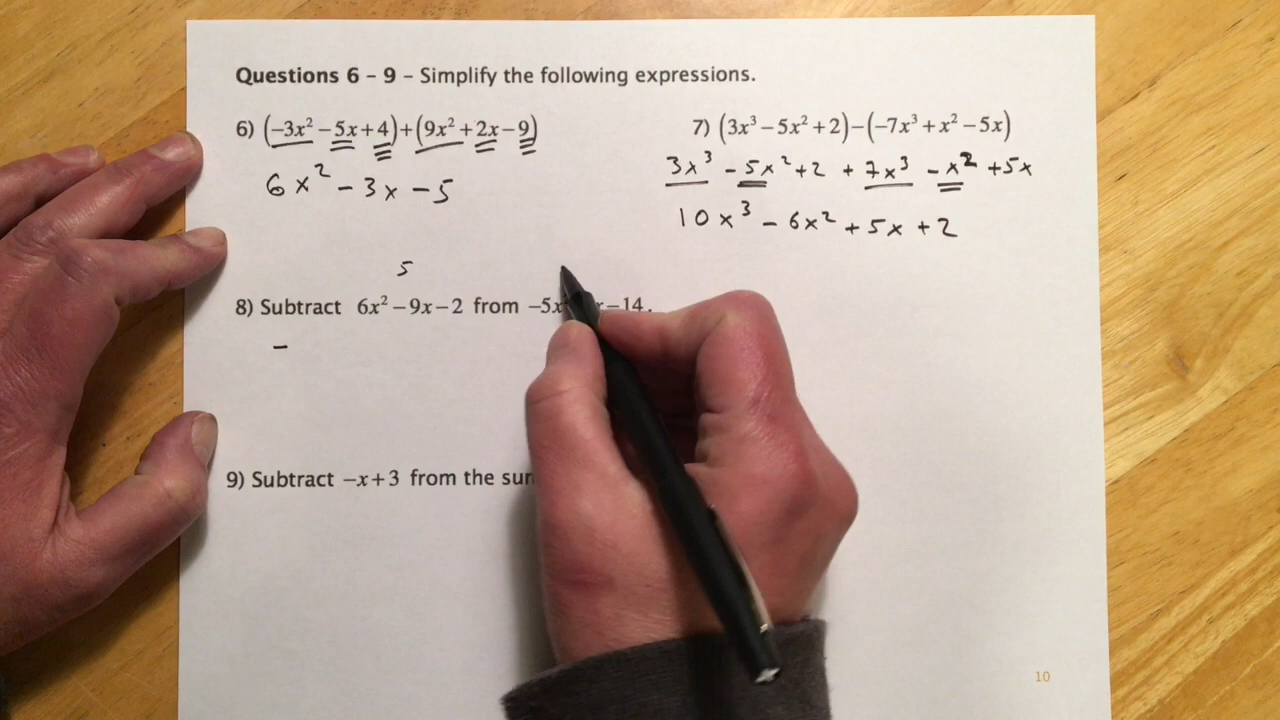 Questions 6 – 9 – Simplify the following expressions.
6) (−3x² − 5x + 4) + (9x² + 2x − 9)
7) (3x³ − 5x² + 2) − (−7x³ + x² − 5x)
3x³ − 5x² + 2 + 7x³ − x² + 5x
6x² − 3x − 5
10x³ − 6x² + 5x + 2
5
8) Subtract 6x² − 9x − 2 from −5x −14.
−
9) Subtract −x + 3 from the
10